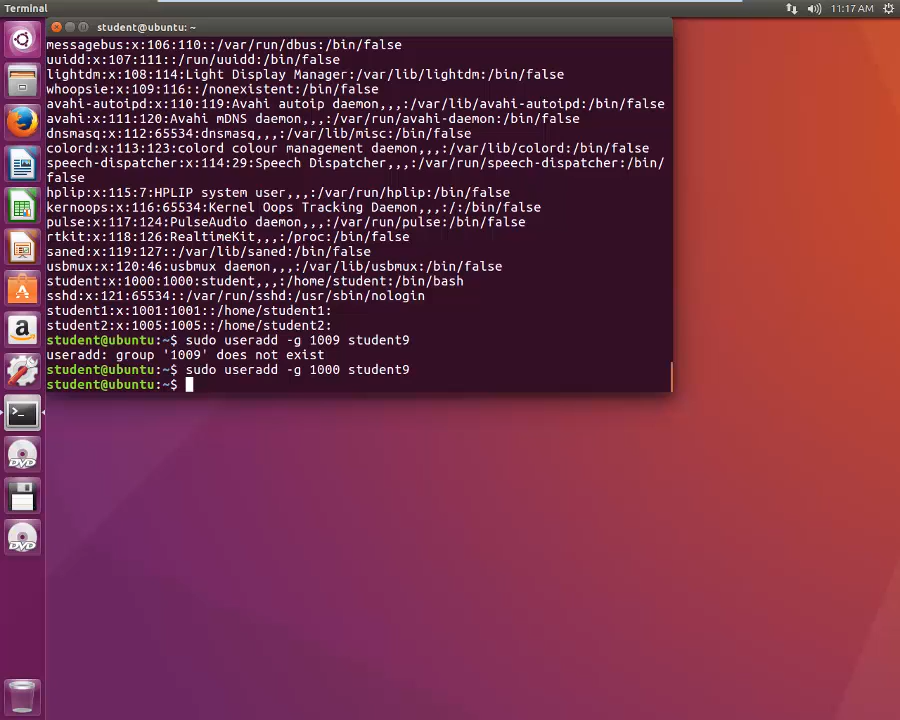 Terminal
11:17 AM
student@ubuntu: ~
messagebus:x:106:110::/var/run/dbus:/bin/false
uuidd:x:107:111::/run/uuidd:/bin/false
lightdm:x:108:114:Light Display Manager:/var/lib/lightdm:/bin/false
whoopsie:x:109:116::/nonexistent:/bin/false
avahi-autoipd:x:110:119:Avahi autoip daemon,,,:/var/lib/avahi-autoipd:/bin/false
avahi:x:111:120:Avahi mDNS daemon,,,:/var/run/avahi-daemon:/bin/false
dnsmasq:x:112:65534:dnsmasq,,,:/var/lib/misc:/bin/false
colord:x:113:123:colord colour management daemon,,,:/var/lib/colord:/bin/false
speech-dispatcher:x:114:29:Speech Dispatcher,,,:/var/run/speech-dispatcher:/bin/
false
hplip:x:115:7:HPLIP system user,,,:/var/run/hplip:/bin/false
kernoops:x:116:65534:Kernel Oops Tracking Daemon,,,:/:/bin/false
pulse:x:117:124:PulseAudio daemon,,,:/var/run/pulse:/bin/false
rtkit:x:118:126:RealtimeKit,,,:/proc:/bin/false
saned:x:119:127::/var/lib/saned:/bin/false
usbmux:x:120:46:usbmux daemon,,,:/var/lib/usbmux:/bin/false
student:x:1000:1000:student,,,:/home/student:/bin/bash
sshd:x:121:65534::/var/run/sshd:/usr/sbin/nologin
student1:x:1001:1001::/home/student1:
student2:x:1005:1005::/home/student2:
student@ubuntu:~$ sudo useradd -g 1009 student9
useradd: group '1009' does not exist
student@ubuntu:~$ sudo useradd -g 1000 student9
student@ubuntu:~$
DVD
DVD